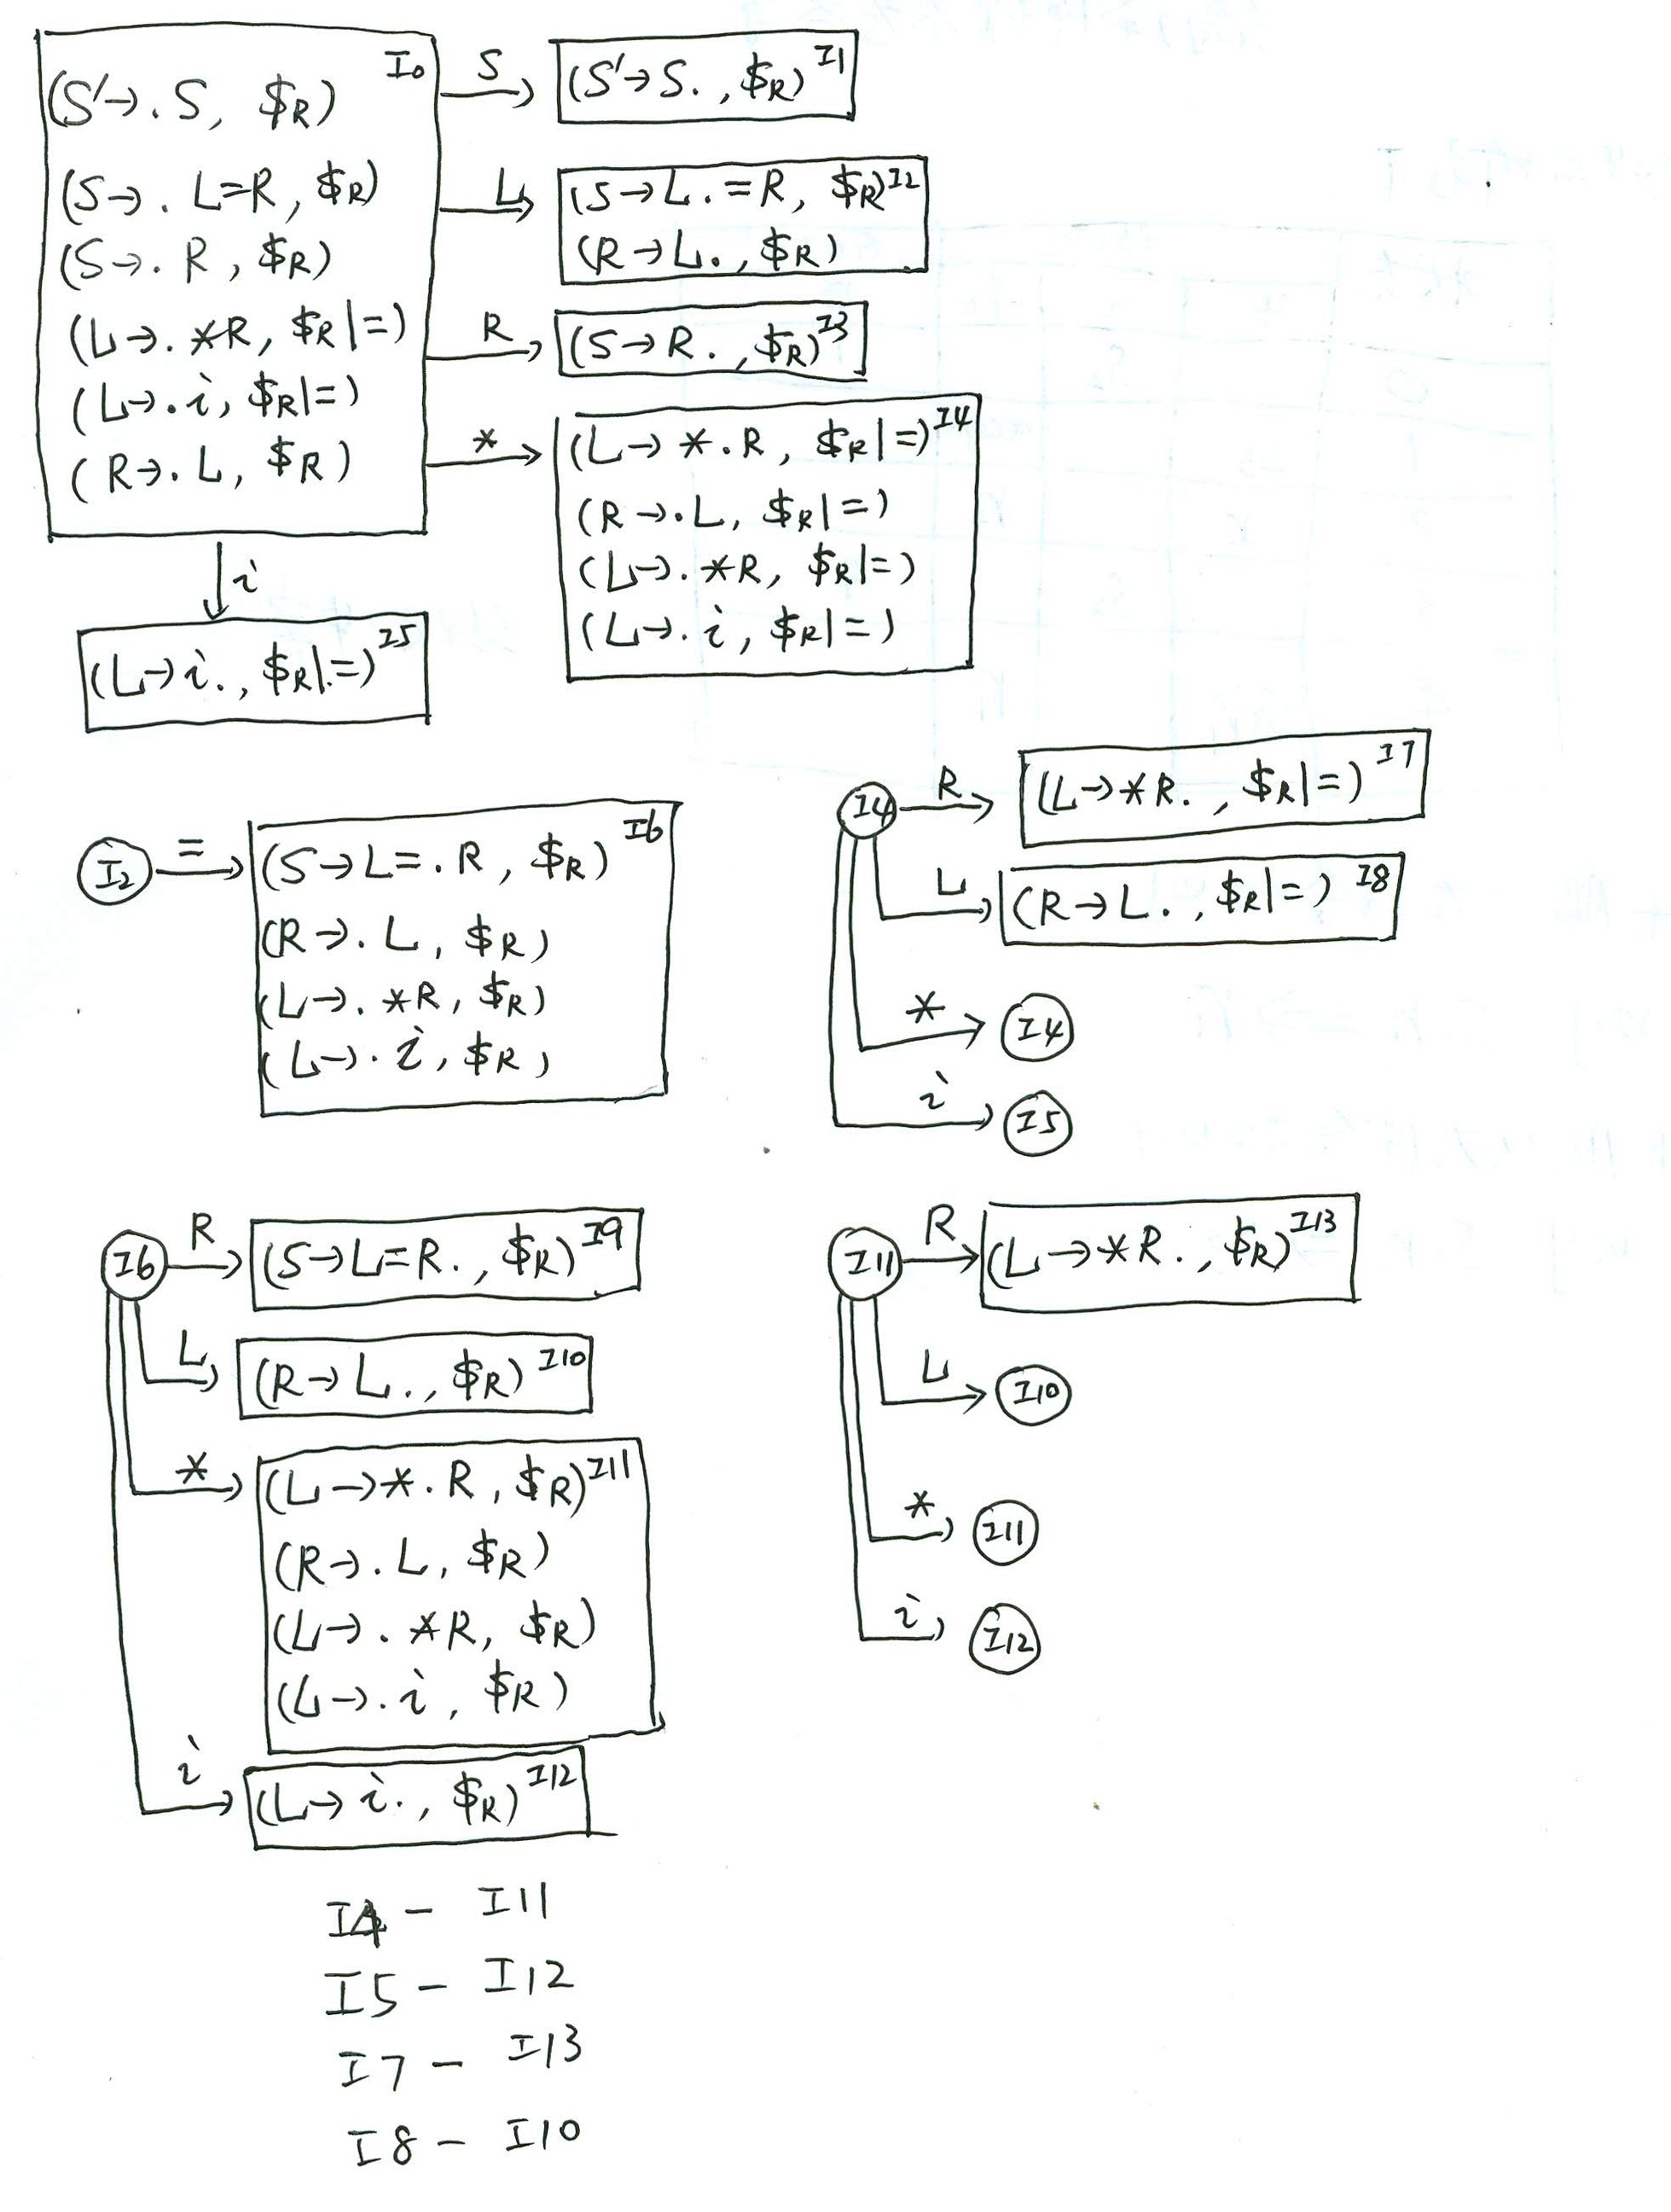 (S'→.S, $R) I0
(S→. L=R, $R)
(S→. R, $R)
(L→. *R, $R|=)
(L→. i, $R|=)
(R→. L, $R)
S
(S'→S. , $R) I1
L
(S→L. =R, $R) I2
(R→L. , $R)
R
(S→R. , $R) I3
*
(L→ *.R, $R|=) I4
(R→.L, $R|=)
(L→. *R, $R|=)
(L→. i, $R|=)
i
(L→i. , $R|=) I5
I2 =
(S→L=.R, $R) I6
(R→. L, $R)
(L→. *R, $R)
(L→. i, $R)
I4 R
(L→*R. , $R|=) I7
L
(R→L. , $R|=) I8
* I4
i I5
I6 R
(S→L=R. , $R) I9
L
(R→L. , $R) I10
*
(L→*.R, $R) I11
(R→. L, $R)
(L→. *R, $R)
(L→. i, $R)
i
(L→i. , $R) I12
I11 R
(L→*R. , $R) I13
L I10
* I11
i I12
I4 - I11
I5 - I12
I7 - I13
I8 - I10